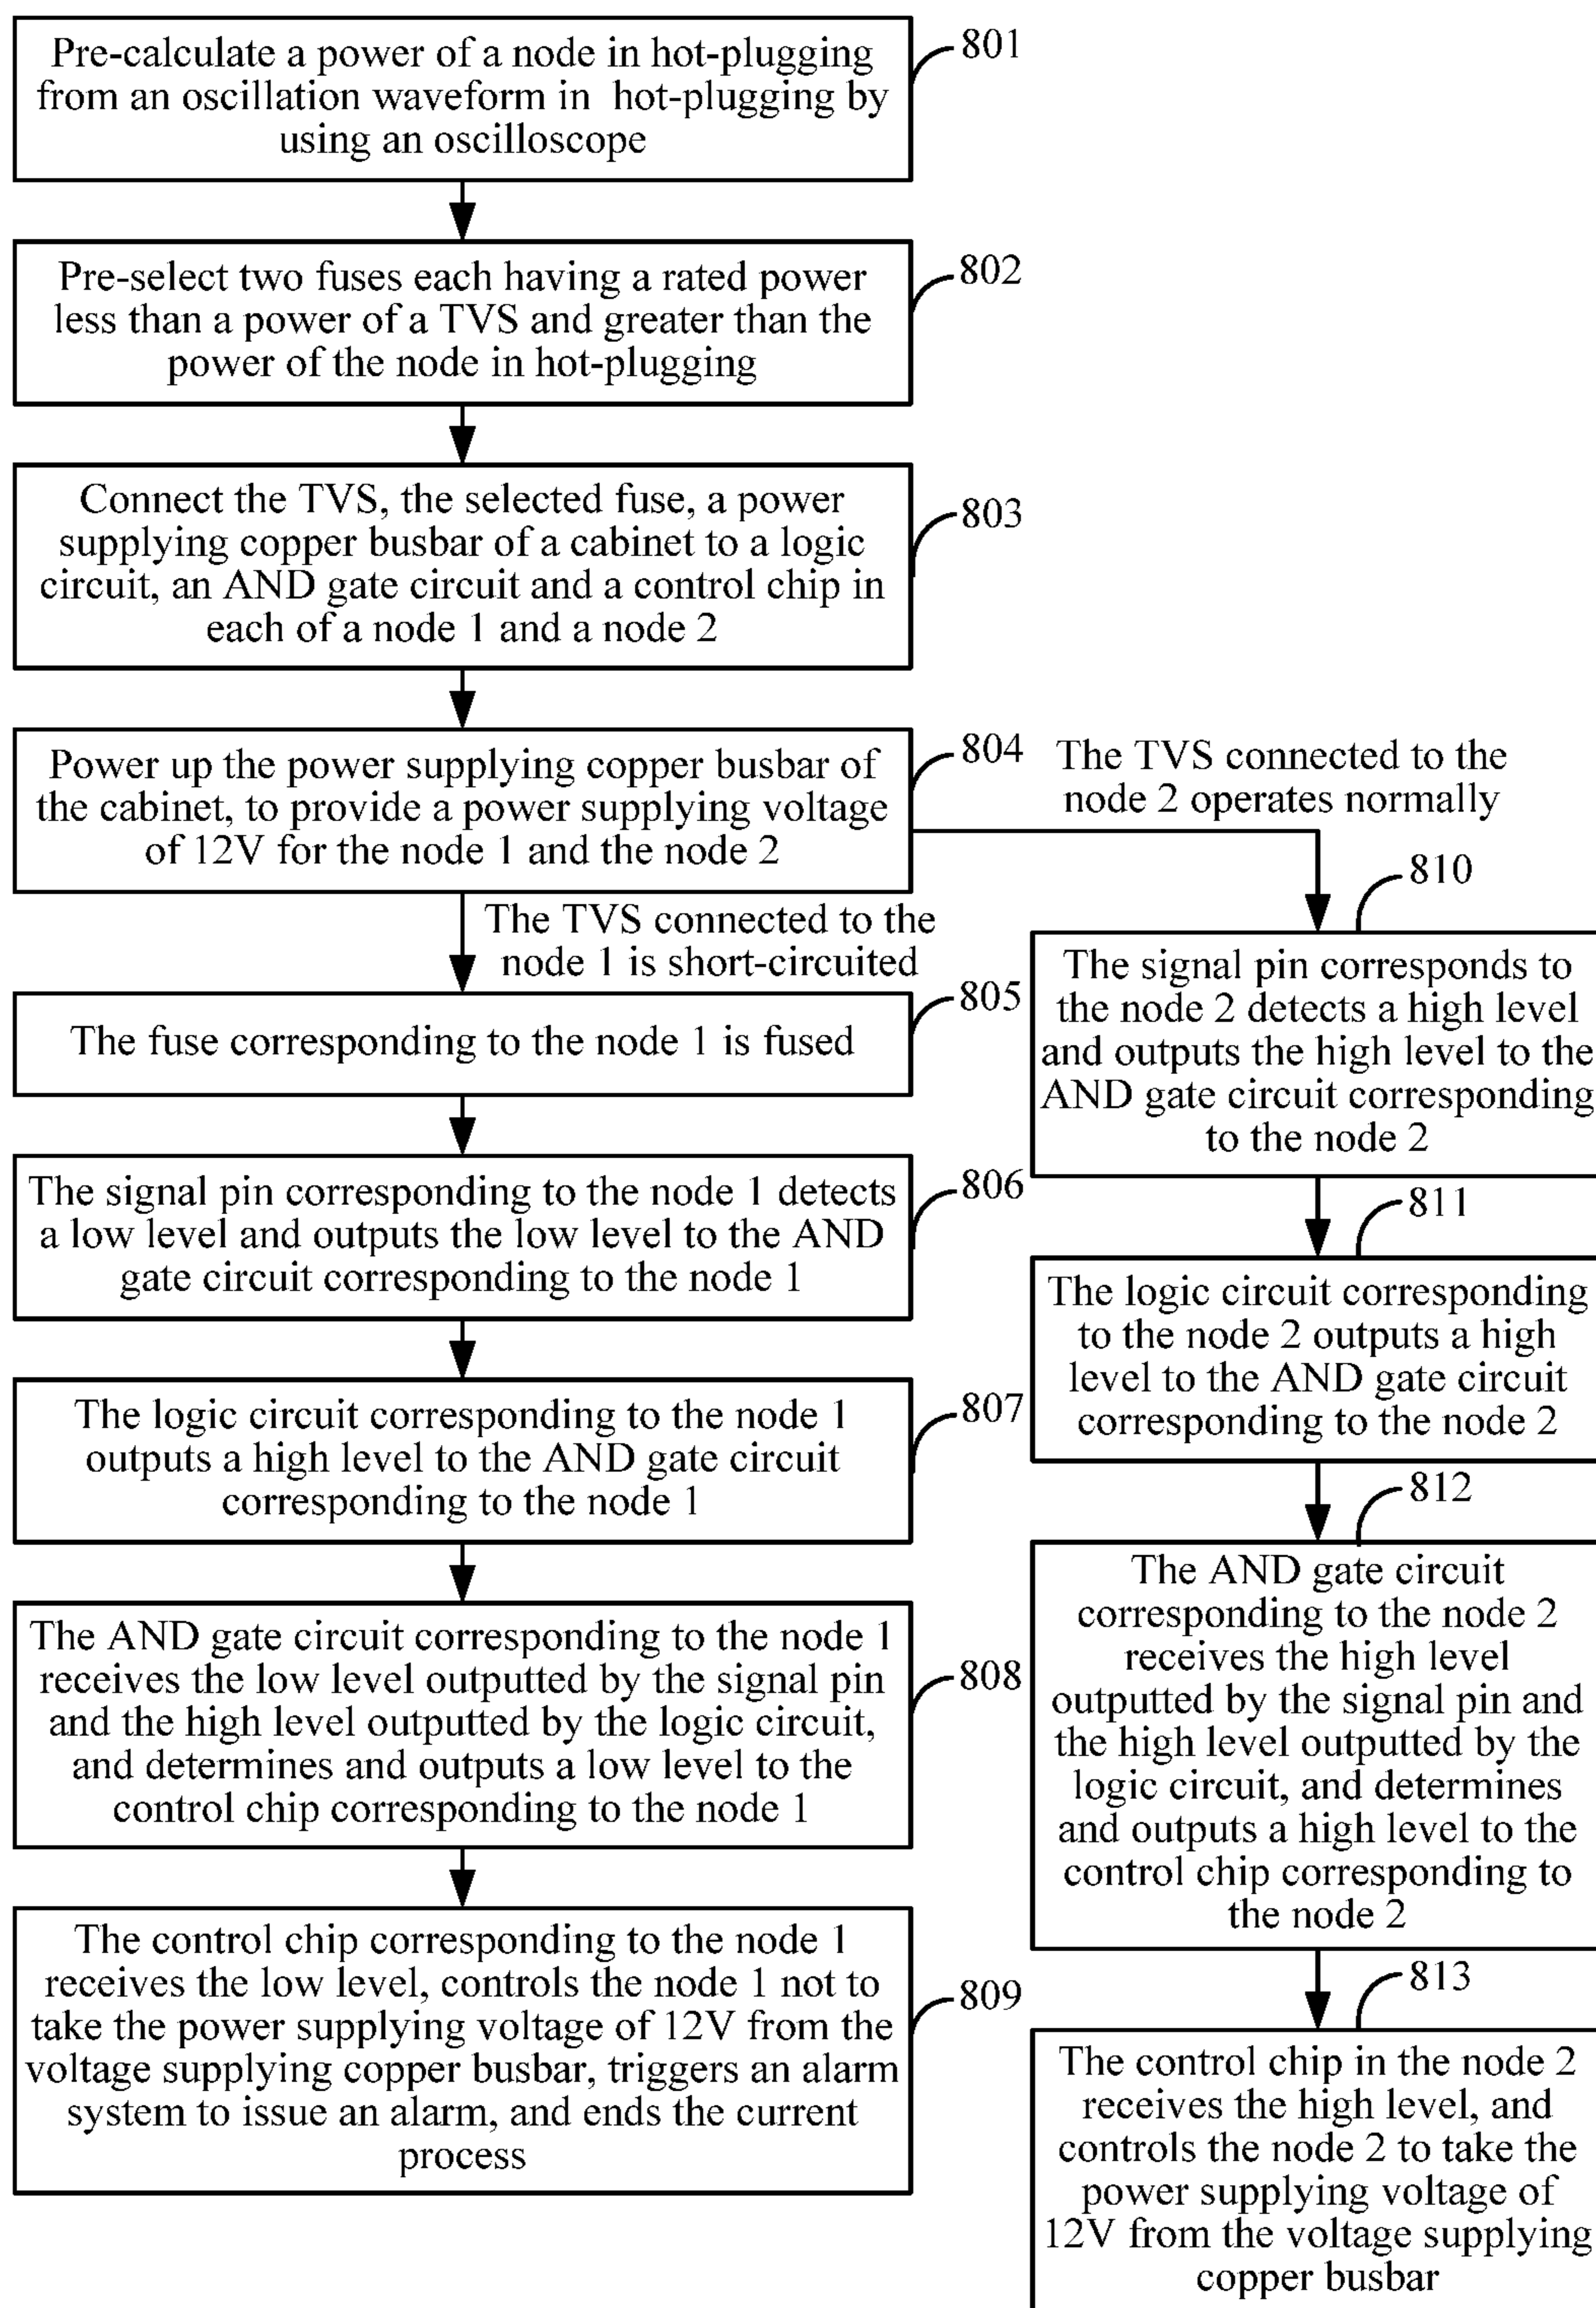 Pre-calculate a power of a node in hot-plugging
from an oscillation waveform in hot-plugging by
using an oscilloscope
801
Pre-select two fuses each having a rated power
less than a power of a TVS and greater than the
power of the node in hot-plugging
802
Connect the TVS, the selected fuse, a power
supplying copper busbar of a cabinet to a logic
circuit, an AND gate circuit and a control chip in
each of a node 1 and a node 2
803
Power up the power supplying copper busbar of
the cabinet, to provide a power supplying voltage
of 12V for the node 1 and the node 2
804
The TVS connected to the
node 1 is short-circuited
The fuse corresponding to the node 1 is fused
805
The signal pin corresponding to the node 1 detects
a low level and outputs the low level to the AND
gate circuit corresponding to the node 1
806
The logic circuit corresponding to the node 1
outputs a high level to the AND gate circuit
corresponding to the node 1
807
The AND gate circuit corresponding to the node 1
receives the low level outputted by the signal pin
and the high level outputted by the logic circuit,
and determines and outputs a low level to the
control chip corresponding to the node 1
808
The control chip corresponding to the node 1
receives the low level, controls the node 1 not to
take the power supplying voltage of 12V from the
voltage supplying copper busbar, triggers an alarm
system to issue an alarm, and ends the current
process
809
The TVS connected to the
node 2 operates normally
810
The signal pin corresponds to
the node 2 detects a high level
and outputs the high level to the
AND gate circuit corresponding
to the node 2
811
The logic circuit corresponding
to the node 2 outputs a high
level to the AND gate circuit
corresponding to the node 2
812
The AND gate circuit
corresponding to the node 2
receives the high level
outputted by the signal pin and
the high level outputted by the
logic circuit, and determines
and outputs a high level to the
control chip corresponding to
the node 2
813
The control chip in the node 2
receives the high level, and
controls the node 2 to take the
power supplying voltage of
12V from the voltage supplying
copper busbar